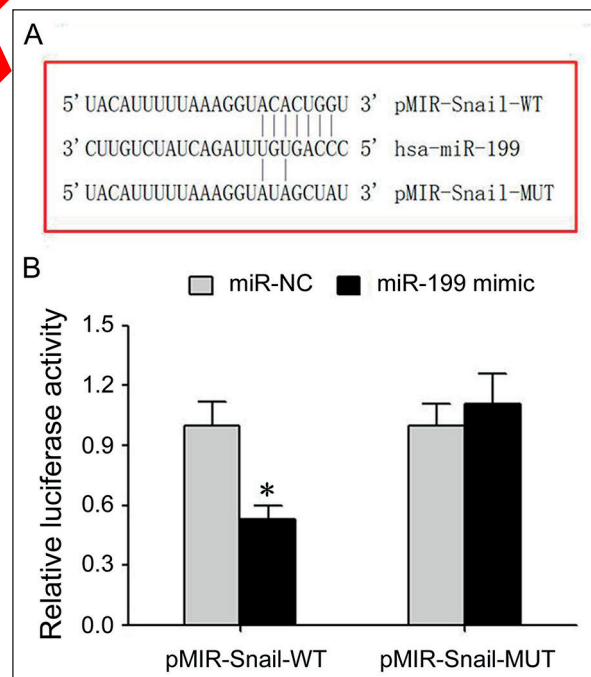 A
5' UACAUUUUUAAAGGUACACUGGU 3' pMIR-Snail-WT
3' CUUGUCUAUCAGAUUUGUGACCC 5' hsa-miR-199
5' UACAUUUUUAAAGGUAUAGCUAU 3' pMIR-Snail-MUT
B
miR-NC miR-199 mimic
Relative luciferase activity
1.5
1.2
0.9
0.6
0.3
0.0
*
pMIR-Snail-WT pMIR-Snail-MUT